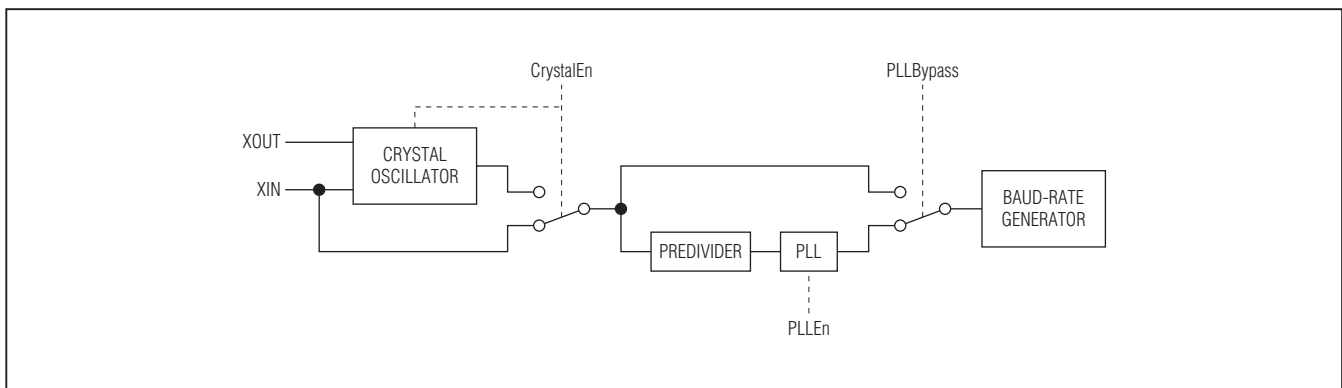 CrystalEn
PLLBypass
XOUT
XIN
CRYSTAL
OSCILLATOR
BAUD-RATE
GENERATOR
PREDIVIDER
PLL
PLLEn